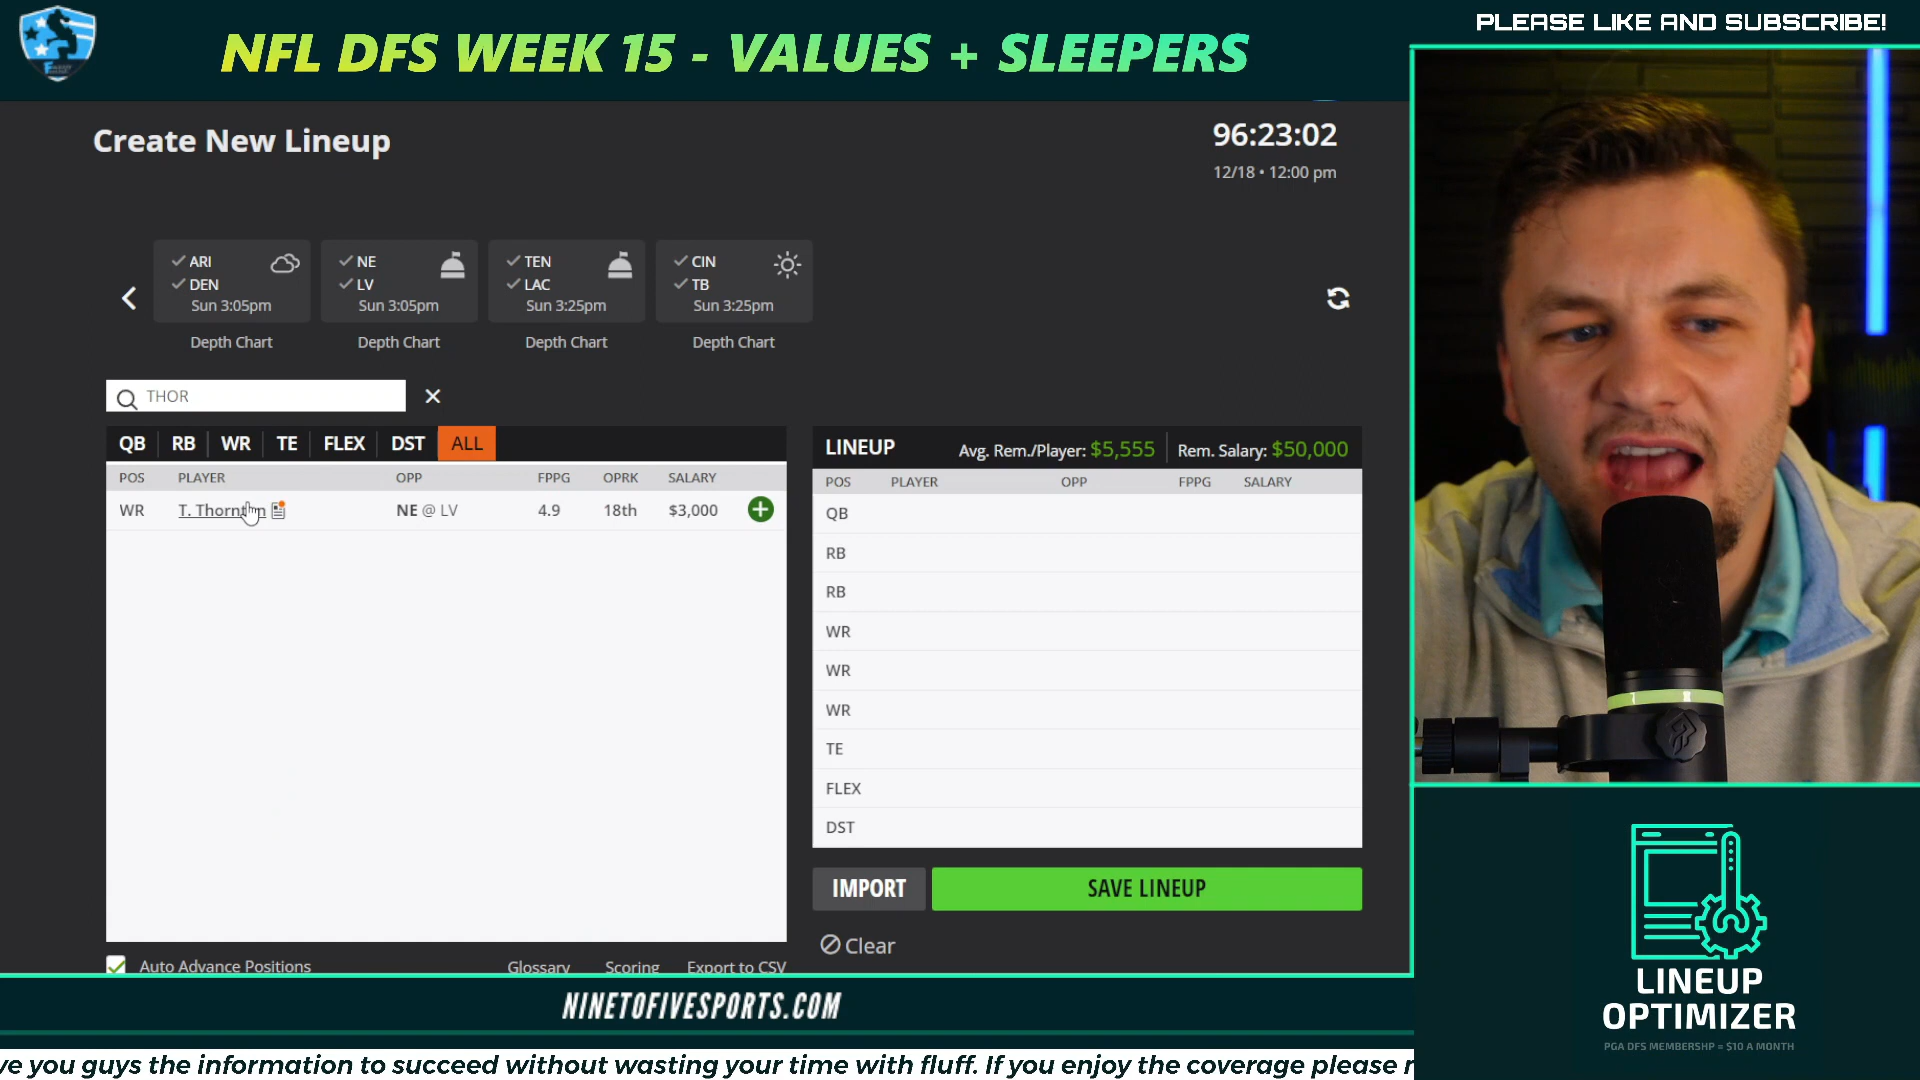 PLEASE LIKE AND SUBSCRIBE!
NFL DFS WEEK 15 - VALUES + SLEEPERS
Create New Lineup
96:23:02
12/18 • 12:00 pm
ARI
DEN
Sun 3:05pm
Depth Chart
NE
LV
Sun 3:05pm
Depth Chart
TEN
LAC
Sun 3:25pm
Depth Chart
CIN
TB
Sun 3:25pm
Depth Chart
THOR
QB RB WR TE FLEX DST ALL
POS PLAYER OPP FPPG OPRK SALARY
WR T. Thornton NE @ LV 4.9 18th $3,000
LINEUP Avg. Rem./Player: $5,555 Rem. Salary: $50,000
POS PLAYER OPP FPPG SALARY
QB
RB
RB
WR
WR
WR
TE
FLEX
DST
IMPORT SAVE LINEUP
Clear
Auto Advance Positions Glossary Scoring Export to CSV
LINEUP
OPTIMIZER
PGA DFS MEMBERSHP = $10 A MONTH
NINETOFIVESPORTS.COM
ve you guys the information to succeed without wasting your time with fluff. If you enjoy the coverage please